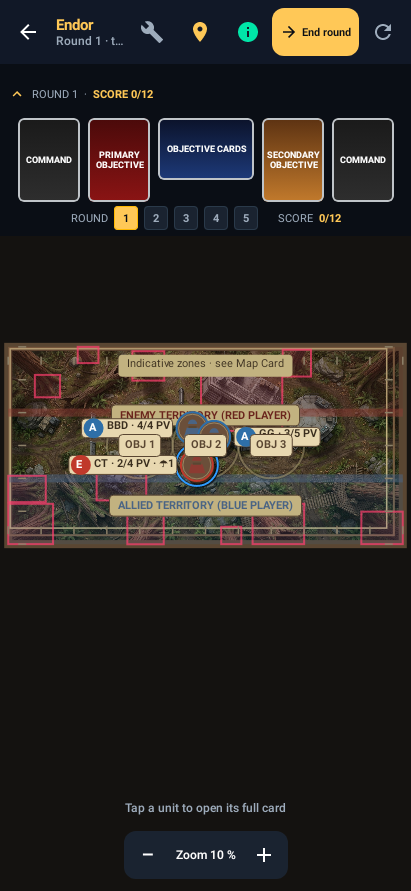 Endor
Round 1 · t...
End round
ROUND 1 · SCORE 0/12
COMMAND
PRIMARY
OBJECTIVE
OBJECTIVE CARDS
SECONDARY
OBJECTIVE
COMMAND
ROUND 1 2 3 4 5 SCORE 0/12
Indicative zones · see Map Card
ENEMY TERRITORY (RED PLAYER)
A BBD · 4/4 PV
A GG · 3/5 PV
OBJ 1 OBJ 2 OBJ 3
E CT · 2/4 PV · ☂1
ALLIED TERRITORY (BLUE PLAYER)
Tap a unit to open its full card
− Zoom 10 % +